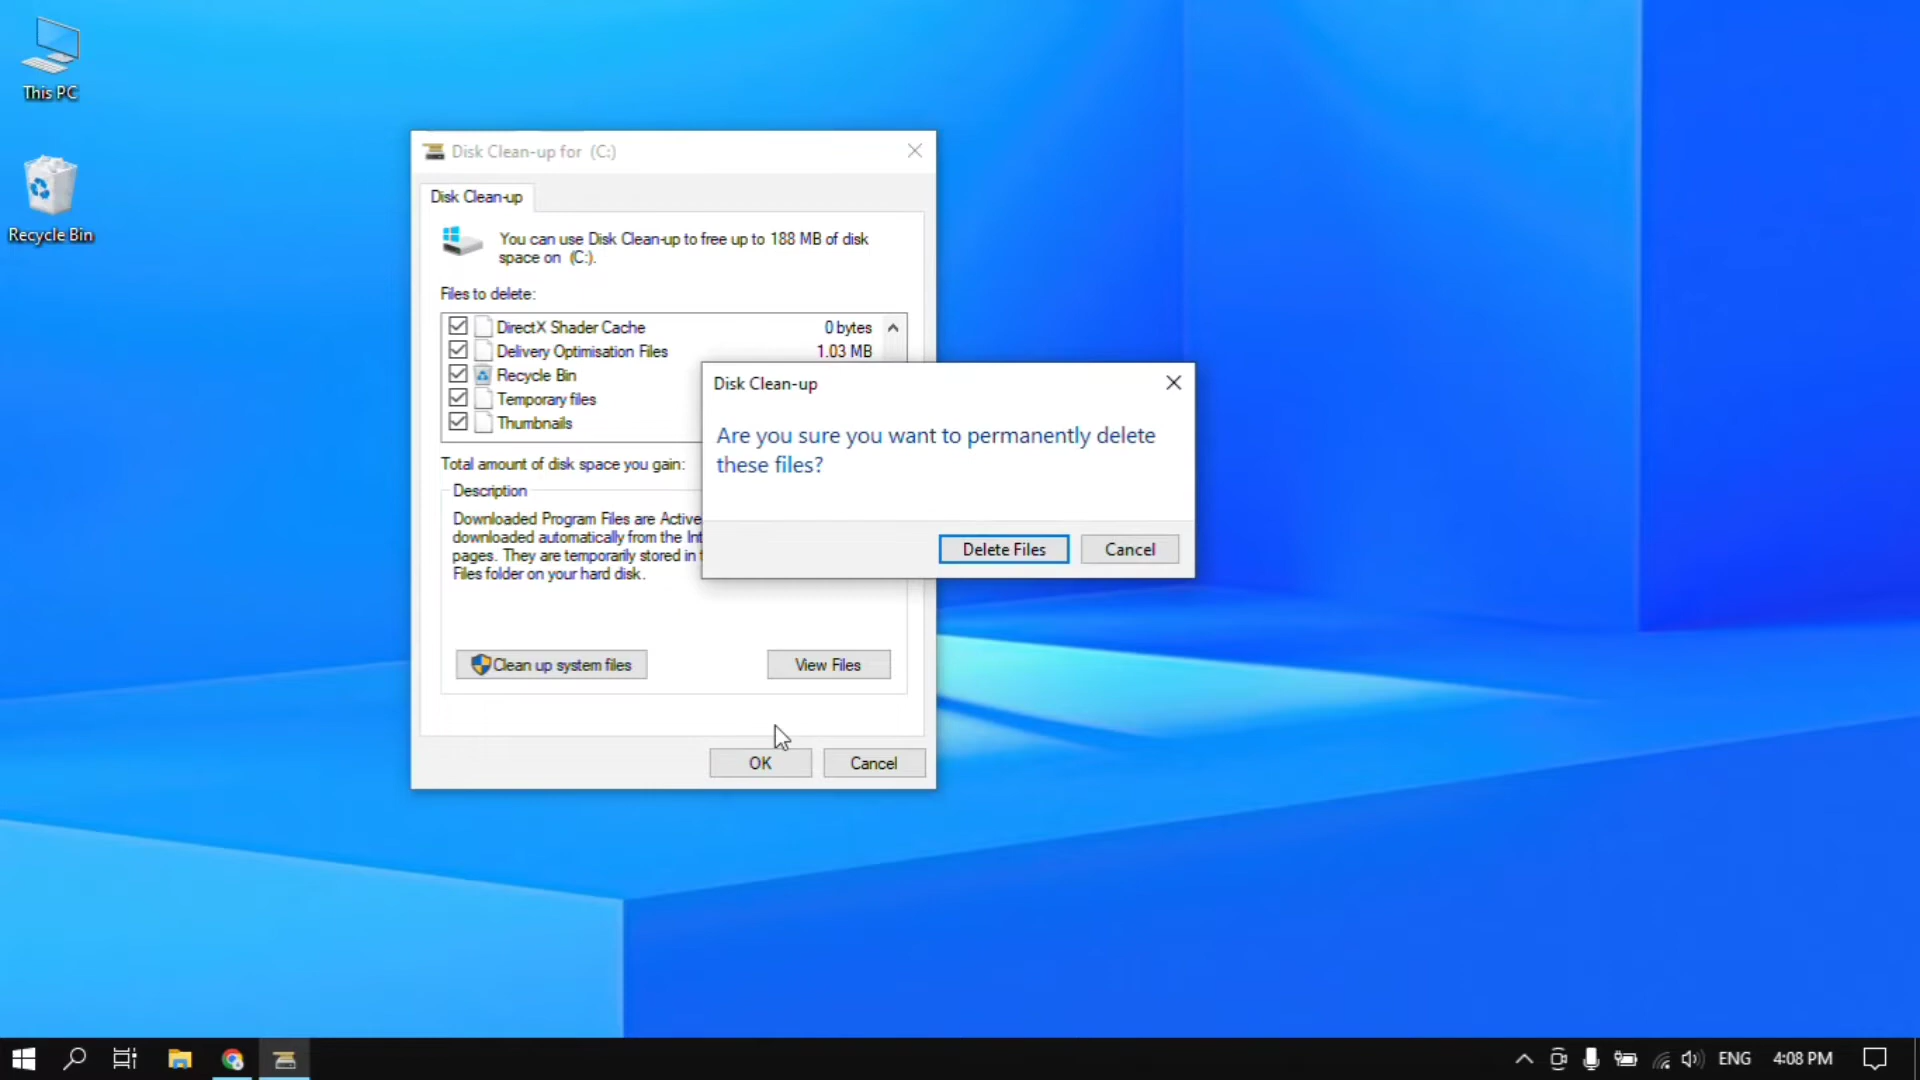 This PC
Recycle Bin
Disk Clean-up for (C:)
Disk Clean-up
You can use Disk Clean-up to free up to 188 MB of disk
space on (C:).
Files to delete:
DirectX Shader Cache 0 bytes
Delivery Optimisation Files 1.03 MB
Recycle Bin
Temporary files
Thumbnails
Total amount of disk space you gain:
Description
Downloaded Program Files are Active
downloaded automatically from the Int
pages. They are temporarily stored in
Files folder on your hard disk.
Clean up system files
View Files
OK
Cancel
Disk Clean-up
Are you sure you want to permanently delete
these files?
Delete Files
Cancel
ENG
4:08 PM